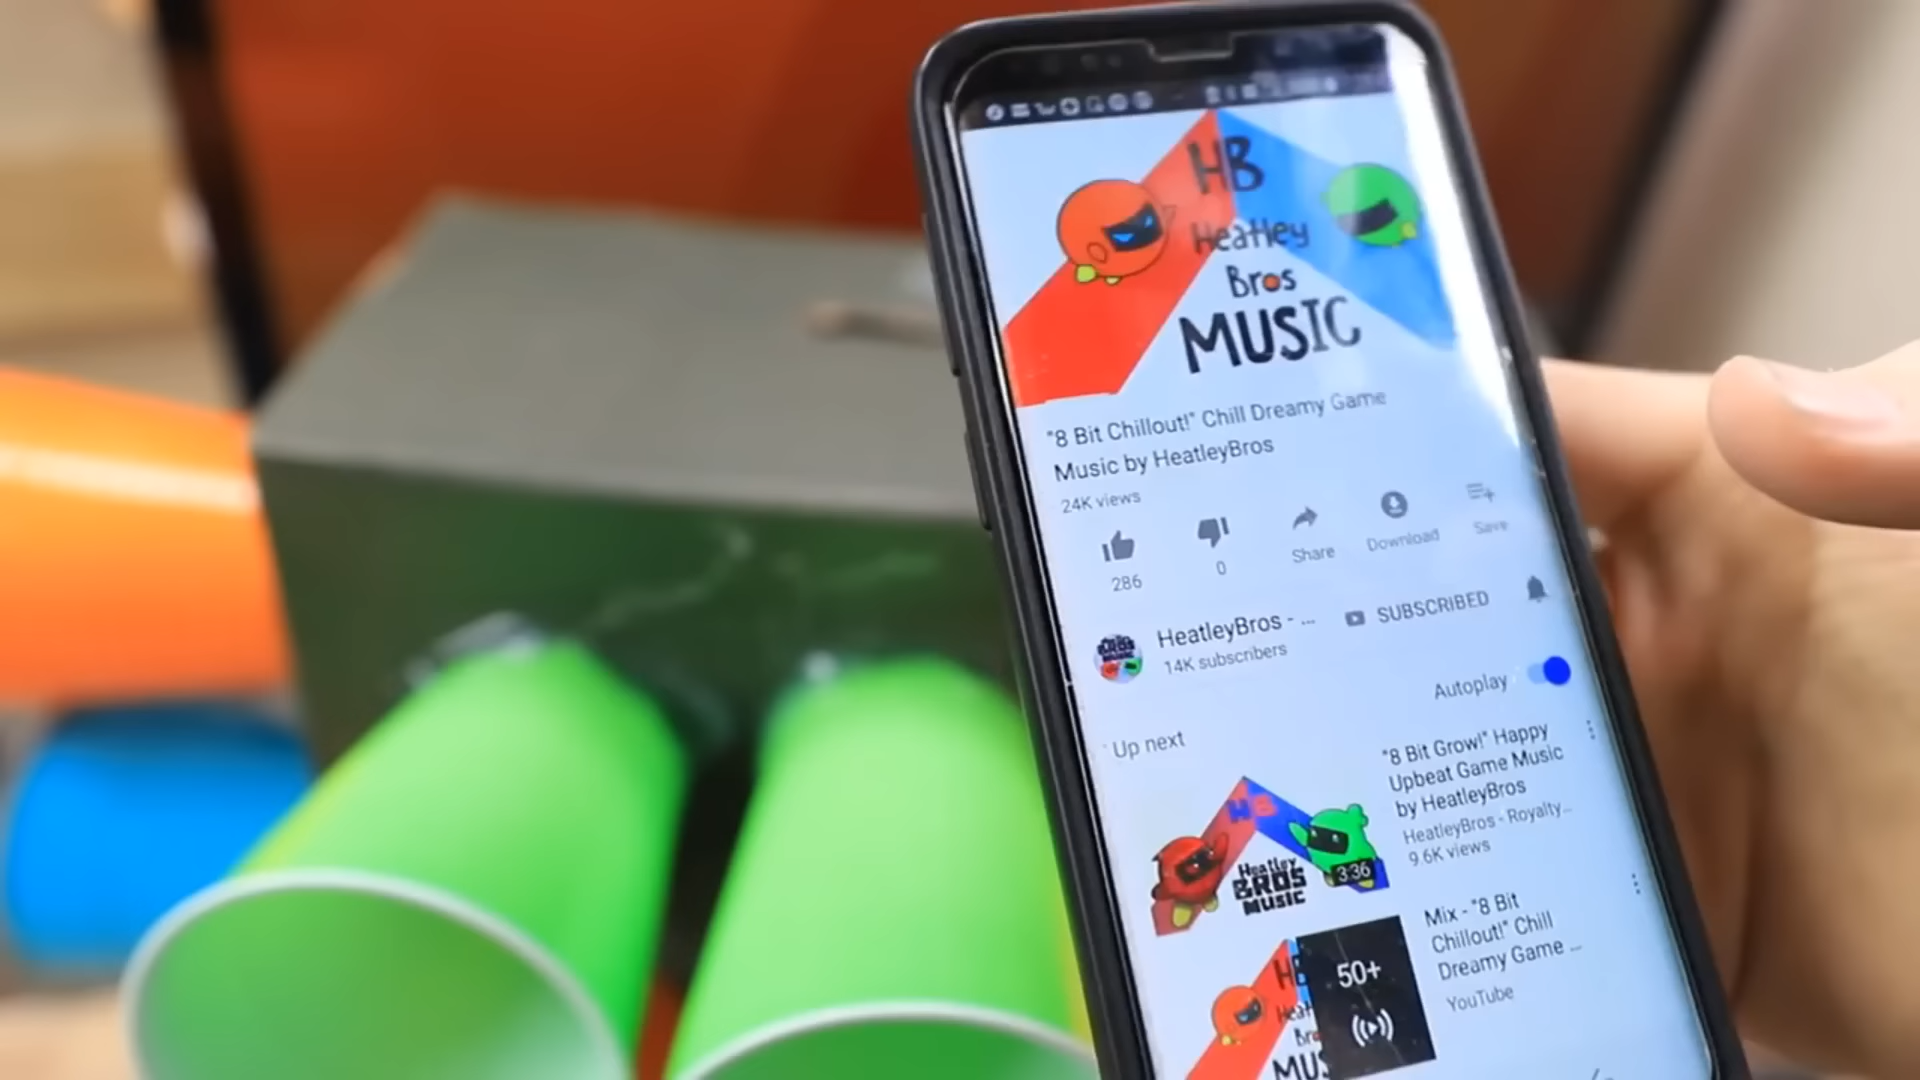 HB
Heatley
Bros
MUSIC
"8 Bit Chillout!" Chill Dreamy Game
Music by HeatleyBros
24K views
286
0
Share
Download
Save
HeatleyBros - ...
SUBSCRIBED
14K subscribers
Autoplay
Up next
HB
Heatley
BROS
MUSIC
3:36
"8 Bit Grow!" Happy
Upbeat Game Music
by HeatleyBros
HeatleyBros - Royalty...
9.6K views
50+
Mix - "8 Bit
Chillout!" Chill
Dreamy Game ...
YouTube